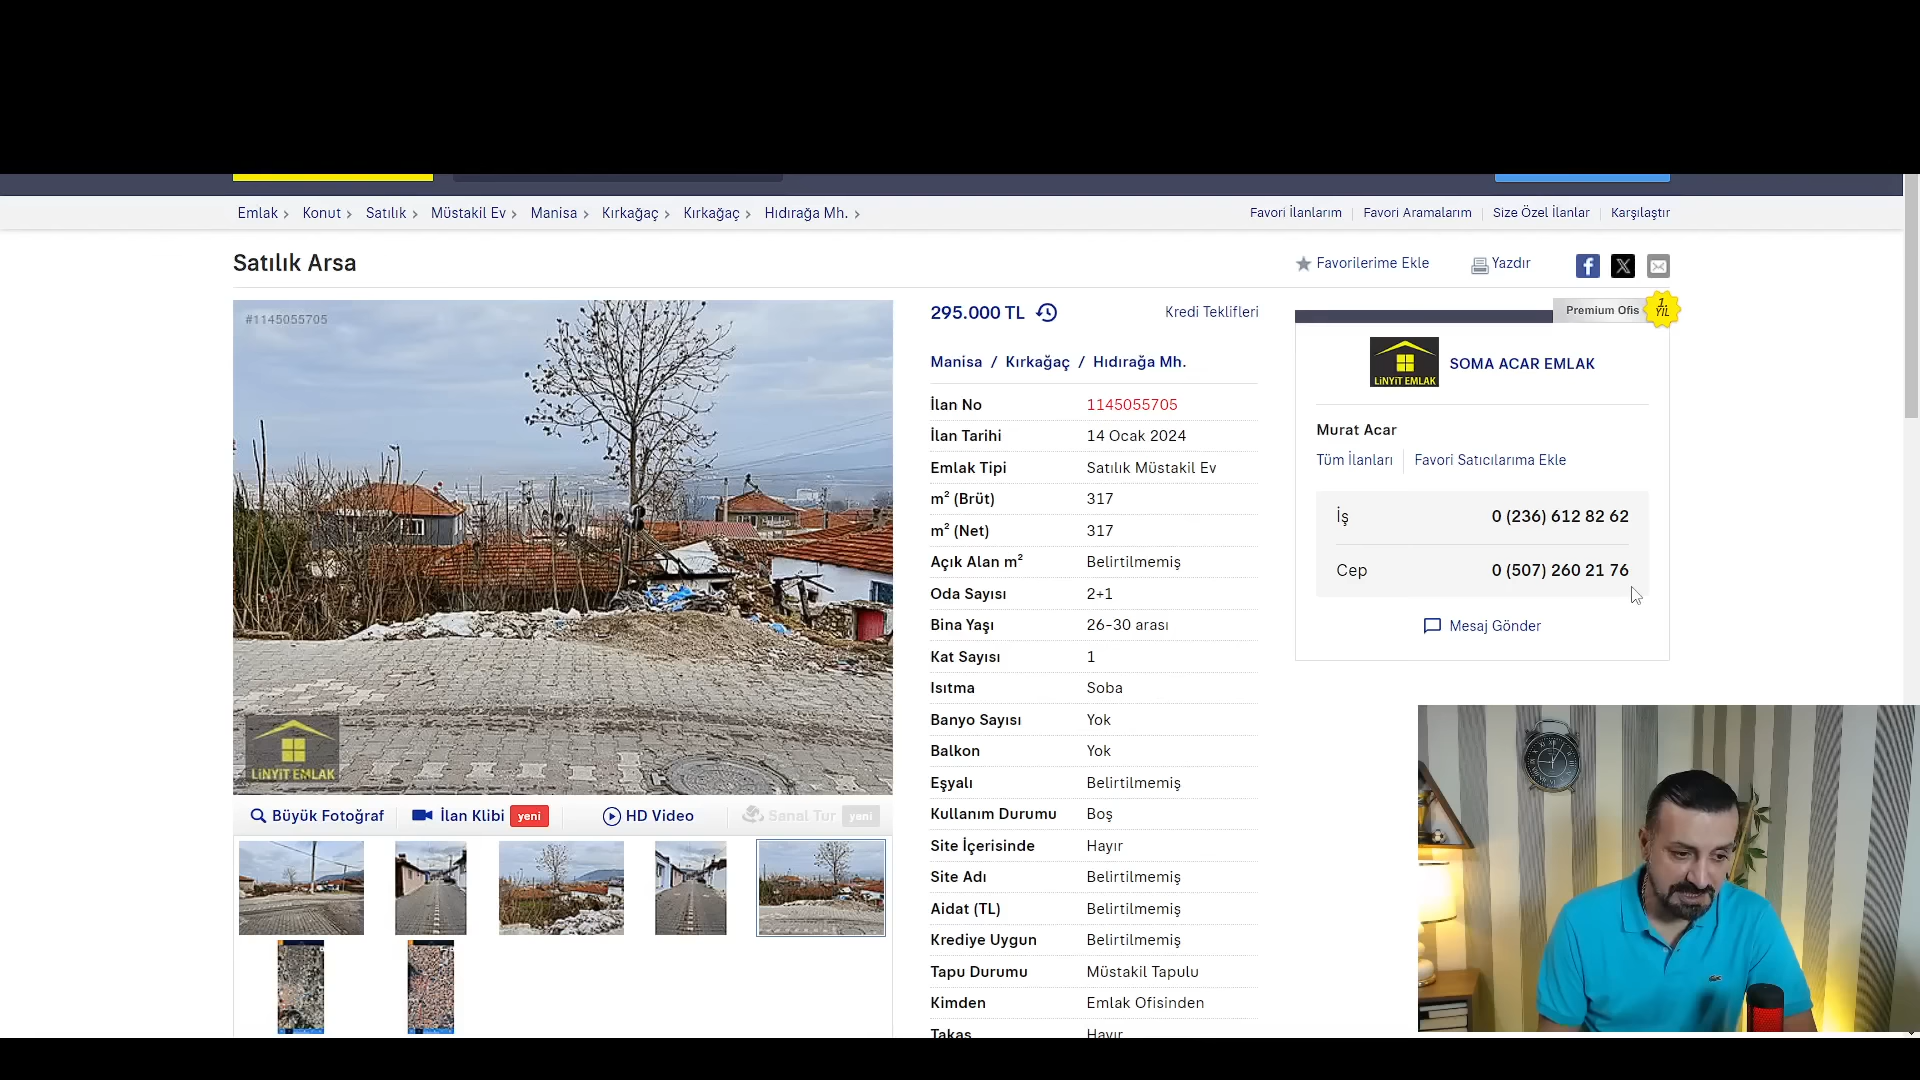 Emlak > Konut > Satılık > Müstakil Ev > Manisa > Kırkağaç > Kırkağaç > Hıdırağa Mh. >
Favori İlanlarım | Favori Aramalarım | Size Özel İlanlar | Karşılaştır
Satılık Arsa
Favorilerime Ekle
Yazdır
#1145055705
LiNYiT EMLAK
Büyük Fotoğraf
İlan Klibi yeni
HD Video
Sanal Tur yeni
295.000 TL
Kredi Teklifleri
Manisa / Kırkağaç / Hıdırağa Mh.
İlan No 1145055705
İlan Tarihi 14 Ocak 2024
Emlak Tipi Satılık Müstakil Ev
m² (Brüt) 317
m² (Net) 317
Açık Alan m² Belirtilmemiş
Oda Sayısı 2+1
Bina Yaşı 26-30 arası
Kat Sayısı 1
Isıtma Soba
Banyo Sayısı Yok
Balkon Yok
Eşyalı Belirtilmemiş
Kullanım Durumu Boş
Site İçerisinde Hayır
Site Adı Belirtilmemiş
Aidat (TL) Belirtilmemiş
Krediye Uygun Belirtilmemiş
Tapu Durumu Müstakil Tapulu
Kimden Emlak Ofisinden
Takas Hayır
Premium Ofis
1.
YIL
LiNYiT EMLAK
SOMA ACAR EMLAK
Murat Acar
Tüm İlanları | Favori Satıcılarıma Ekle
İş 0 (236) 612 82 62
Cep 0 (507) 260 21 76
Mesaj Gönder